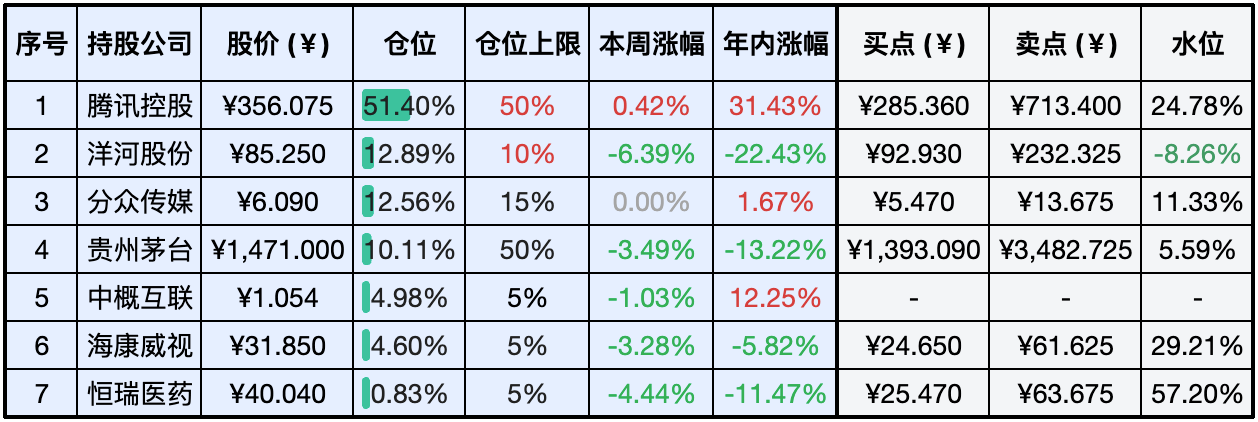 序号 持股公司 股价 (¥) 仓位 仓位上限 本周涨幅 年内涨幅 买点 (¥) 卖点 (¥) 水位
1 腾讯控股 ¥356.075 51.40% 50% 0.42% 31.43% ¥285.360 ¥713.400 24.78%
2 洋河股份 ¥85.250 12.89% 10% -6.39% -22.43% ¥92.930 ¥232.325 -8.26%
3 分众传媒 ¥6.090 12.56% 15% 0.00% 1.67% ¥5.470 ¥13.675 11.33%
4 贵州茅台 ¥1,471.000 10.11% 50% -3.49% -13.22% ¥1,393.090 ¥3,482.725 5.59%
5 中概互联 ¥1.054 4.98% 5% -1.03% 12.25% - - -
6 海康威视 ¥31.850 4.60% 5% -3.28% -5.82% ¥24.650 ¥61.625 29.21%
7 恒瑞医药 ¥40.040 0.83% 5% -4.44% -11.47% ¥25.470 ¥63.675 57.20%